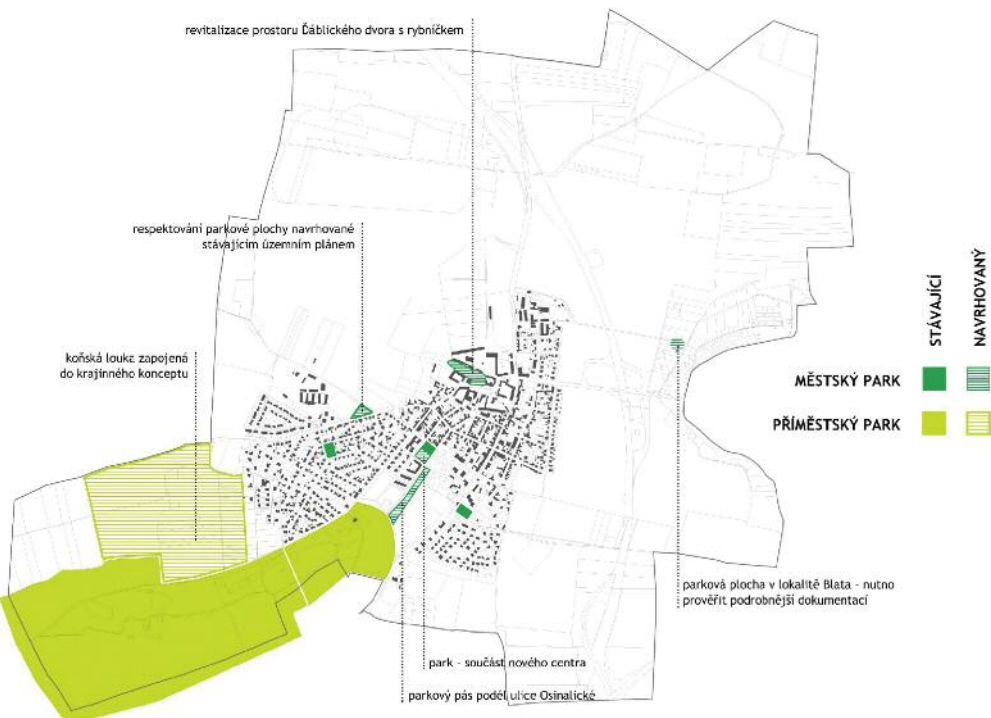 revitalizace prostoru Ďáblického dvora s rybníčkem
respektování parkové plochy navrhované
stávajícím územním plánem
koňská louka zapojená
do krajinného konceptu
STÁVAJÍCÍ
NAVRHOVANÝ
MĚSTSKÝ PARK
PŘÍMĚSTSKÝ PARK
parková plocha v lokalitě Blata - nutno
prověřit podrobnější dokumentací
park - součást nového centra
parkový pás podél ulice Osinalické